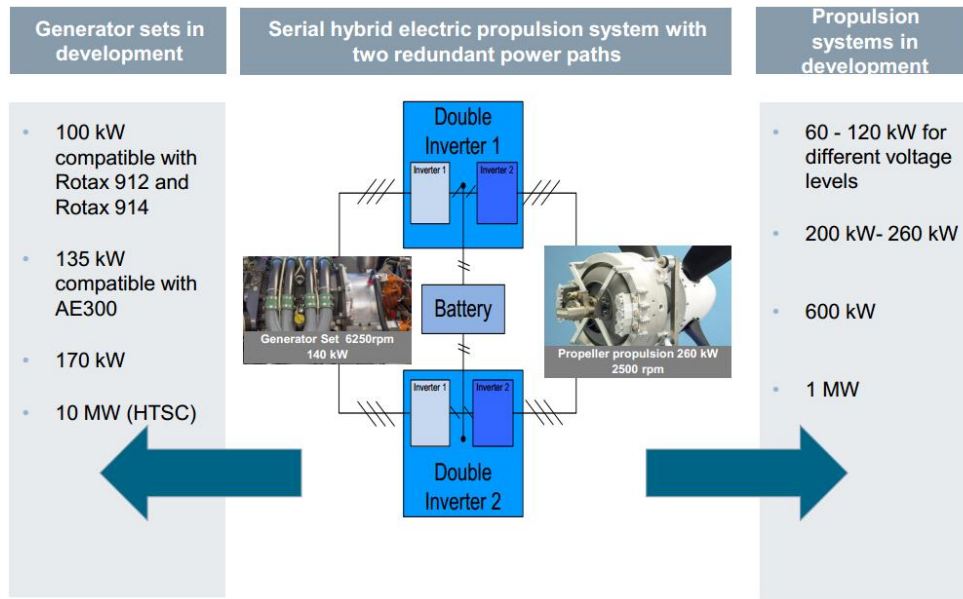 Generator sets in
development
Serial hybrid electric propulsion system with
two redundant power paths
Propulsion
systems in
development
100 kW
compatible with
Rotax 912 and
Rotax 914
135 kW
compatible with
AE300
170 kW
10 MW (HTSC)
Double
Inverter 1
Inverter 1
Inverter 2
Generator Set 6250rpm
140 kW
Battery
Propeller propulsion 260 kW
2500 rpm
Inverter 1
Inverter 2
Double
Inverter 2
60 - 120 kW for
different voltage
levels
200 kW- 260 kW
600 kW
1 MW